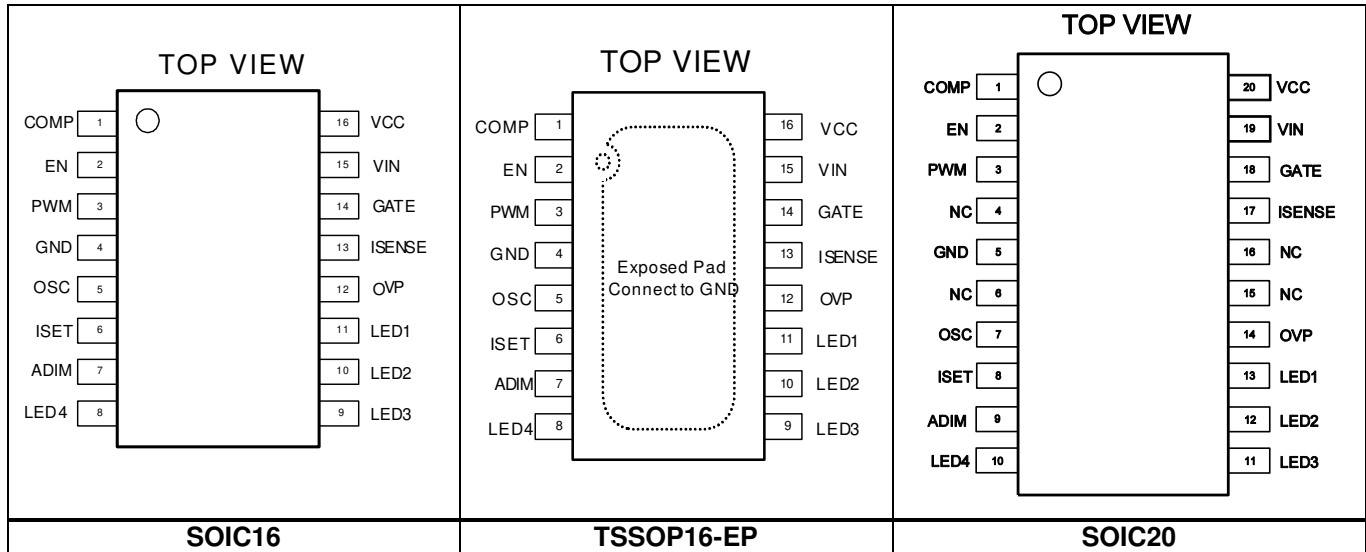 TOP VIEW
COMP 1 16 VCC
EN 2 15 VIN
PWM 3 14 GATE
GND 4 13 ISENSE
OSC 5 12 OVP
ISET 6 11 LED1
ADIM 7 10 LED2
LED4 8 9 LED3
SOIC16
TOP VIEW
COMP 1 16 VCC
EN 2 15 VIN
PWM 3 14 GATE
GND 4 13 ISENSE
Exposed Pad
Connect to GND
OSC 5 12 OVP
ISET 6 11 LED1
ADIM 7 10 LED2
LED4 8 9 LED3
TSSOP16-EP
TOP VIEW
COMP 1 20 VCC
EN 2 19 VIN
PWM 3 18 GATE
NC 4 17 ISENSE
GND 5 16 NC
NC 6 15 NC
OSC 7 14 OVP
ISET 8 13 LED1
ADIM 9 12 LED2
LED4 10 11 LED3
SOIC20